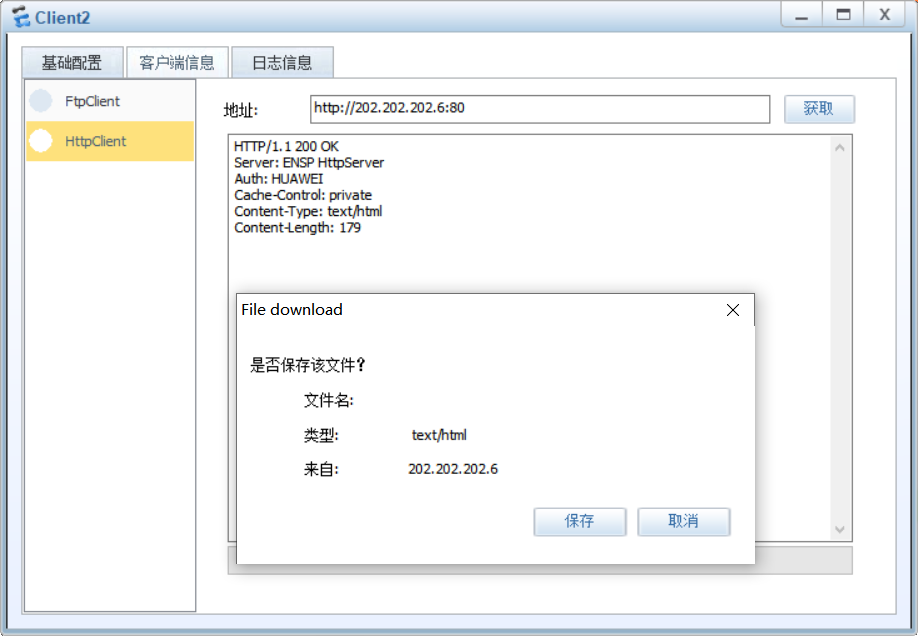 Client2
基础配置 客户端信息 日志信息
FtpClient
HttpClient
地址: http://202.202.202.6:80 获取
HTTP/1.1 200 OK
Server: ENSP HttpServer
Auth: HUAWEI
Cache-Control: private
Content-Type: text/html
Content-Length: 179
File download
是否保存该文件?
文件名:
类型: text/html
来自: 202.202.202.6
保存 取消